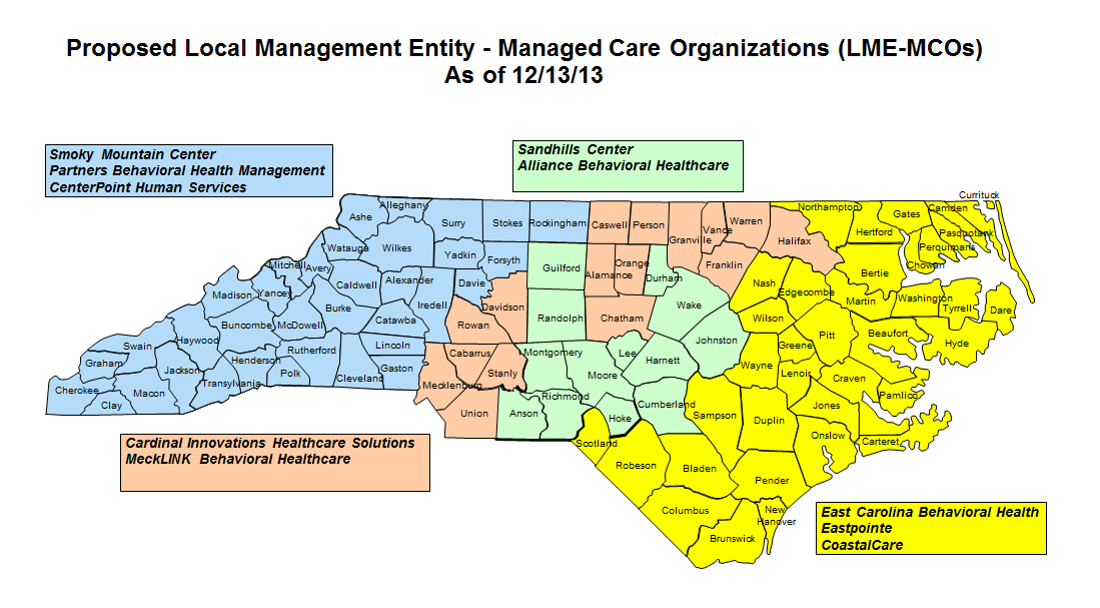 Proposed Local Management Entity - Managed Care Organizations (LME-MCOs)
As of 12/13/13
Smoky Mountain Center
Partners Behavioral Health Management
CenterPoint Human Services
Sandhills Center
Alliance Behavioral Healthcare
Currituck
Alleghany
Ashe
Surry
Stokes
Rockingham
Caswell
Person
Granville
Vance
Warren
Northampton
Gates
Camden
Pasquotank
Hertford
Halifax
Perquimans
Watauga
Wilkes
Yadkin
Forsyth
Guilford
Alamance
Orange
Durham
Franklin
Chowan
Bertie
Mitchell
Avery
Caldwell
Alexander
Davie
Nash
Edgecombe
Martin
Washington
Tyrrell
Dare
Madison
Yancey
Burke
Iredell
Davidson
Randolph
Chatham
Wake
Wilson
Pitt
Beaufort
Hyde
Buncombe
McDowell
Catawba
Rowan
Johnston
Greene
Swain
Haywood
Lincoln
Rutherford
Cabarrus
Montgomery
Lee
Harnett
Wayne
Lenoir
Craven
Graham
Jackson
Henderson
Polk
Cleveland
Gaston
Stanly
Moore
Pamlico
Cherokee
Macon
Transylvania
Mecklenburg
Richmond
Cumberland
Jones
Clay
Union
Anson
Hoke
Sampson
Duplin
Onslow
Carteret
Scotland
Robeson
Bladen
Pender
Columbus
New
Hanover
Brunswick
Cardinal Innovations Healthcare Solutions
MeckLINK Behavioral Healthcare
East Carolina Behavioral Health
Eastpointe
CoastalCare